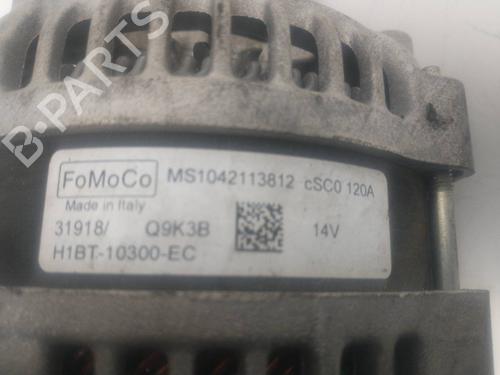 FoMoCo MS1042113812 cSC0 120A
Made in Italy
31918/ Q9K3B 14V
H1BT-10300-EC
B-PARTS